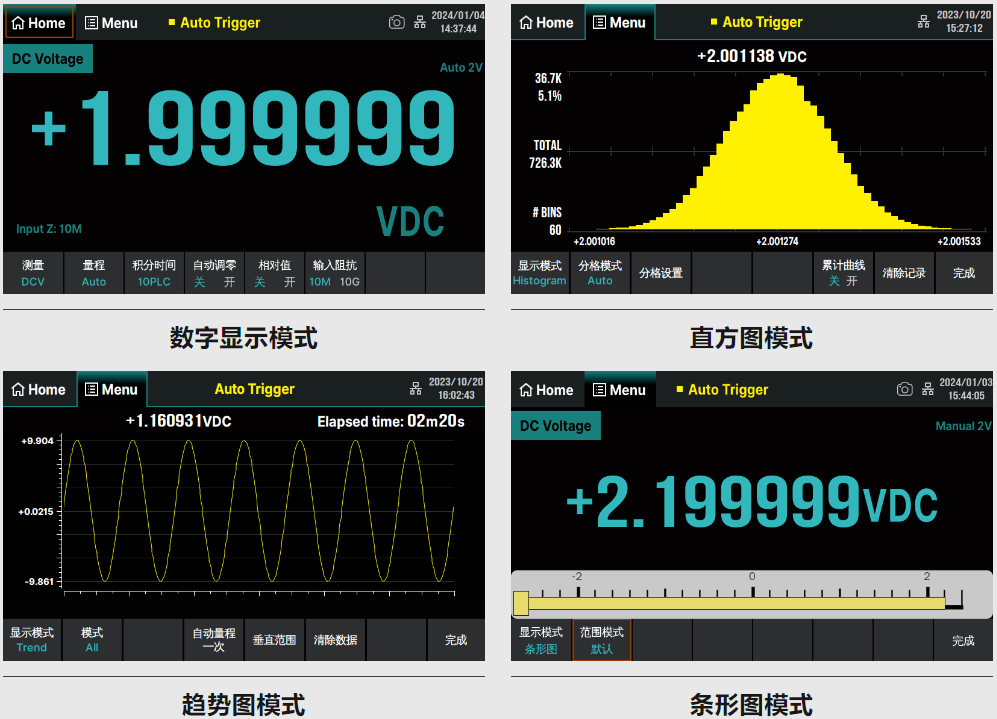 Home
Menu
Auto Trigger
2024/01/04
14:37:44
DC Voltage
Auto 2V
+1.999999
VDC
Input Z: 10M
测量 量程 积分时间 自动调零 相对值 输入阻抗
DCV Auto 10PLC 关 开 关 开 10M 10G
数字显示模式
Home
Menu
Auto Trigger
2023/10/20
15:27:12
+2.001138 VDC
36.7K
5.1%
TOTAL
726.3K
# BINS
60
+2.001016 +2.001274 +2.001533
显示模式 分格模式 分格设置 累计曲线 清除记录 完成
Histogram Auto 关 开
直方图模式
Home
Menu
Auto Trigger
2023/10/20
16:02:43
+1.160931VDC
Elapsed time: 02m20s
+9.904
+0.0215
-9.861
显示模式 模式 自动量程 垂直范围 清除数据 完成
Trend All 一次
趋势图模式
Home
Menu
Auto Trigger
2024/01/03
15:44:05
DC Voltage
Manual 2V
+2.199999VDC
-2 0 2
显示模式 范围模式 完成
条形图 默认
条形图模式